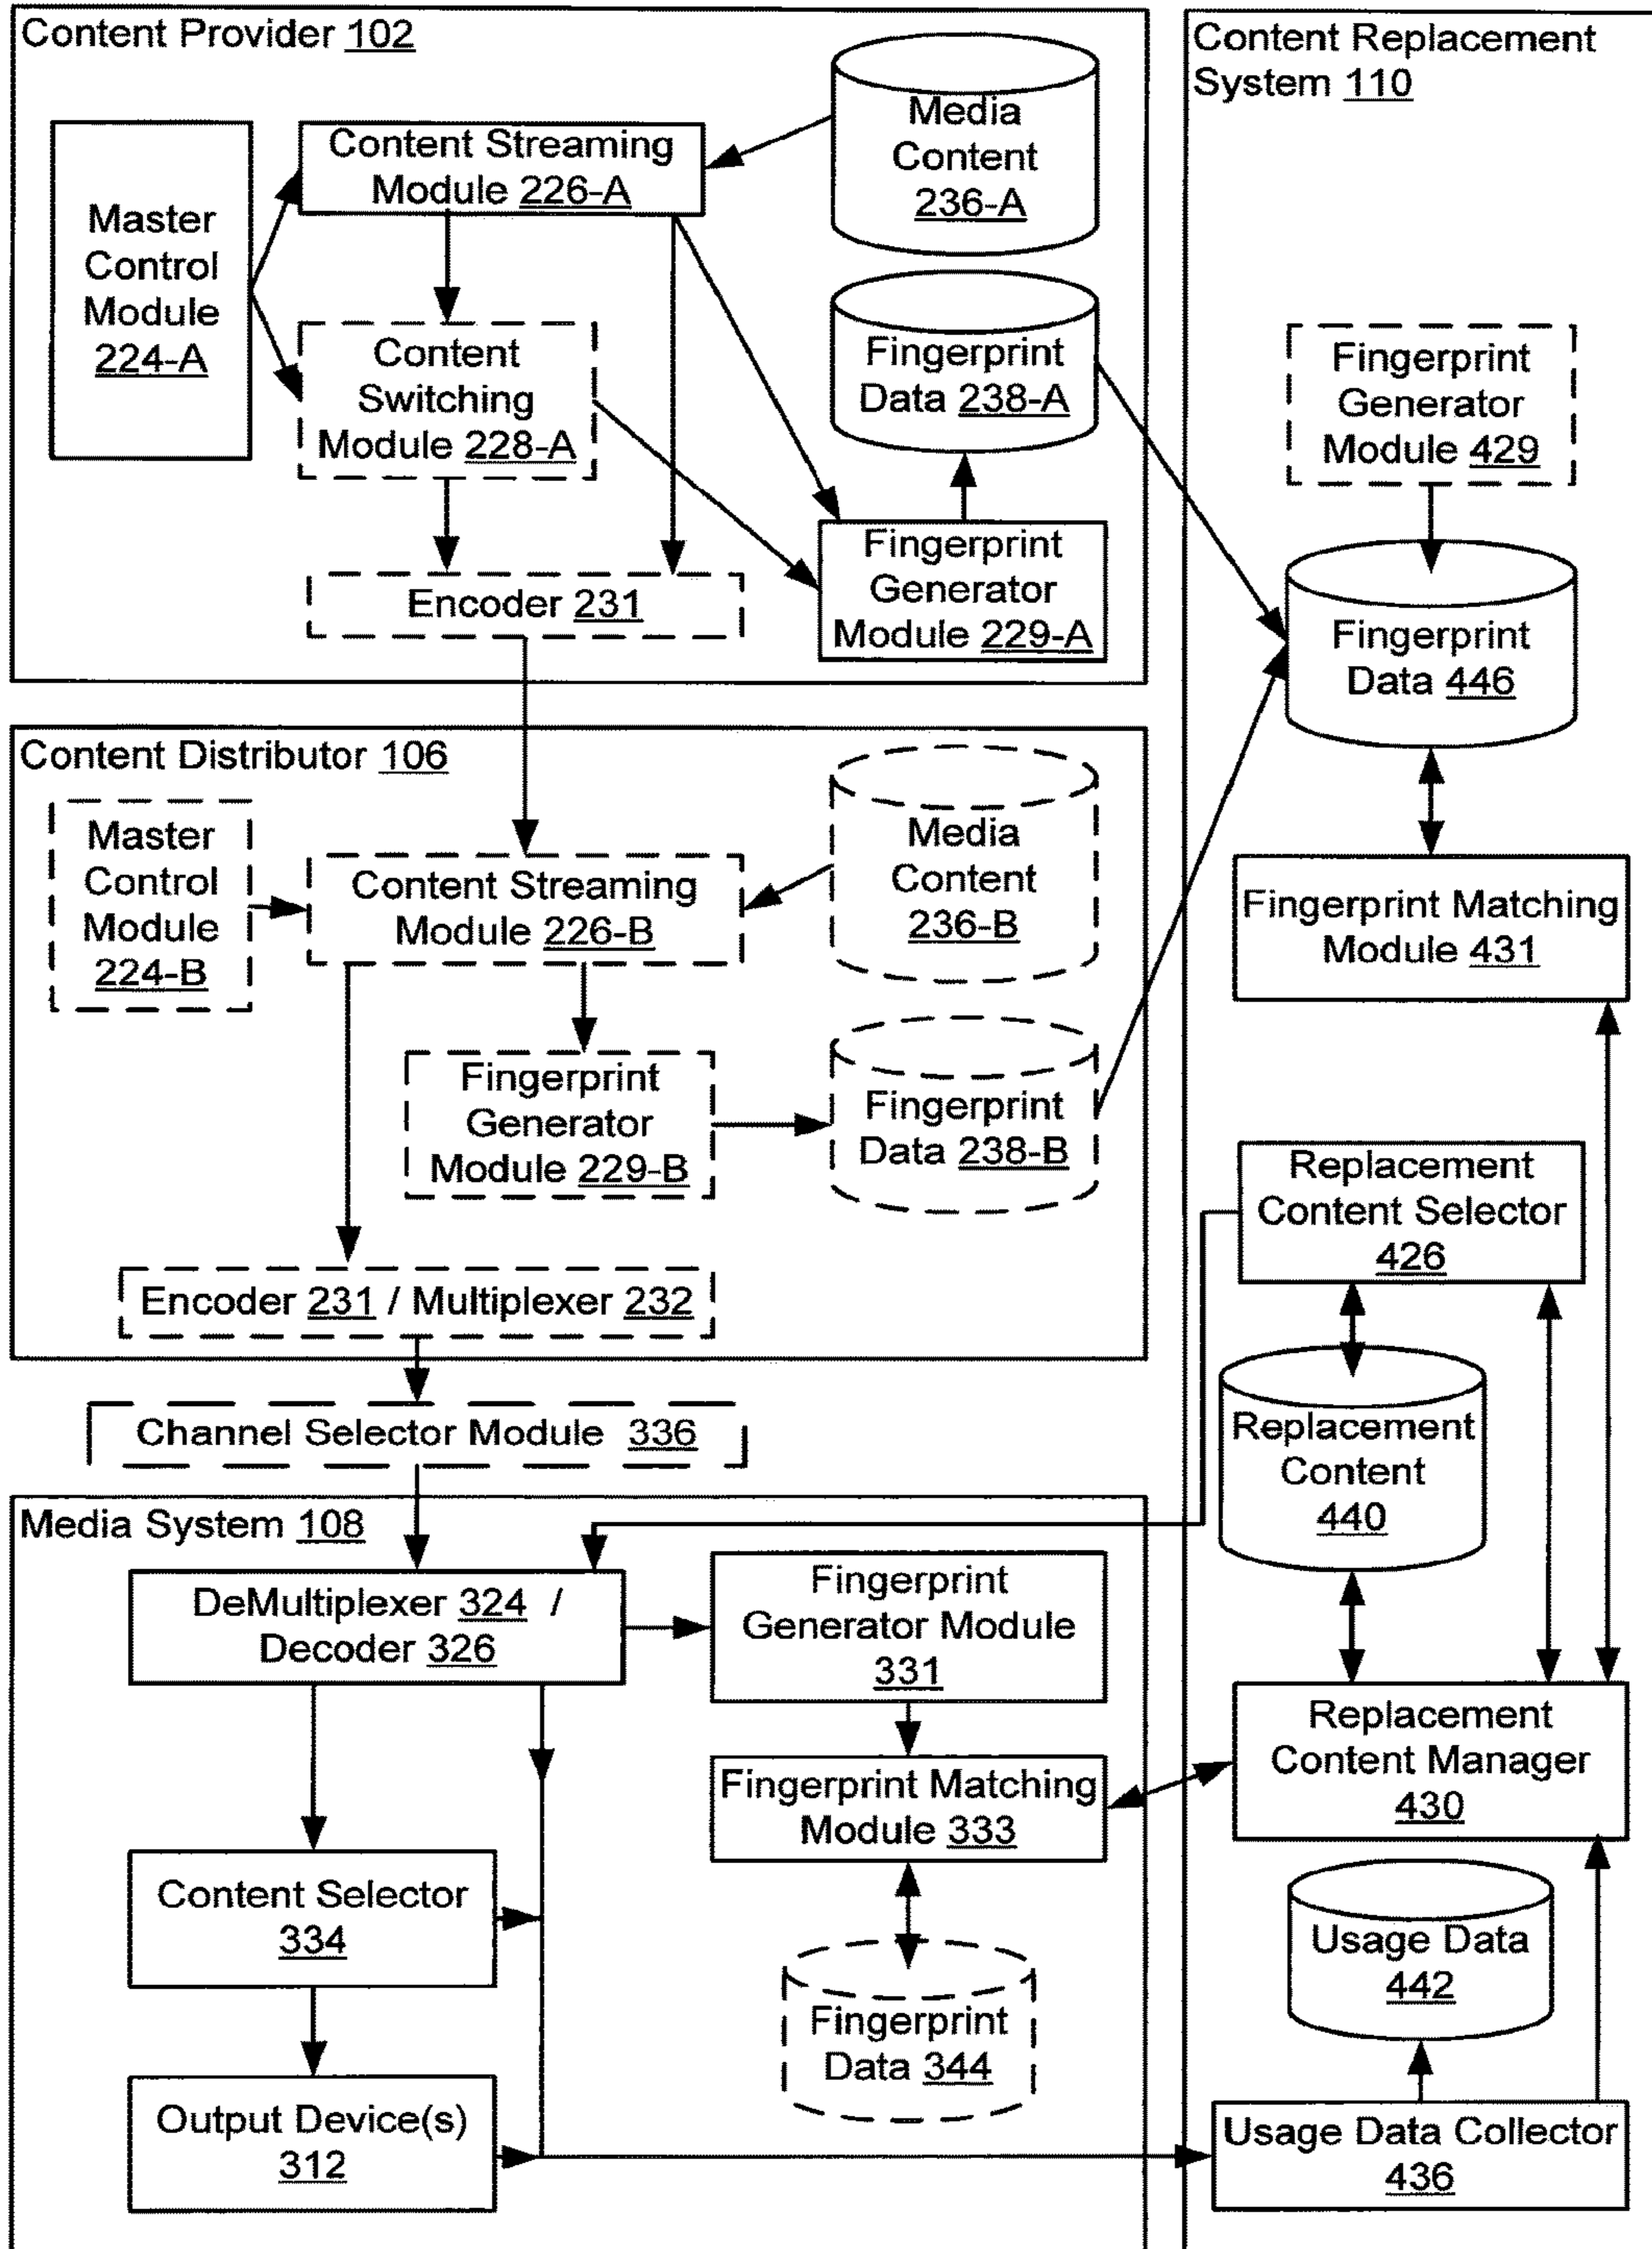 Content Provider 102
Master
Control
Module
224-A
Content Streaming
Module 226-A
Media
Content
236-A
Content
Switching
Module 228-A
Fingerprint
Data 238-A
Encoder 231
Fingerprint
Generator
Module 229-A
Content Distributor 106
Master
Control
Module
224-B
Content Streaming
Module 226-B
Media
Content
236-B
Fingerprint
Generator
Module 229-B
Fingerprint
Data 238-B
Encoder 231 / Multiplexer 232
Channel Selector Module 336
Media System 108
DeMultiplexer 324 /
Decoder 326
Fingerprint
Generator Module
331
Fingerprint Matching
Module 333
Content Selector
334
Fingerprint
Data 344
Output Device(s)
312
Content Replacement
System 110
Fingerprint
Generator
Module 429
Fingerprint
Data 446
Fingerprint Matching
Module 431
Replacement
Content Selector
426
Replacement
Content
440
Replacement
Content Manager
430
Usage Data
442
Usage Data Collector
436